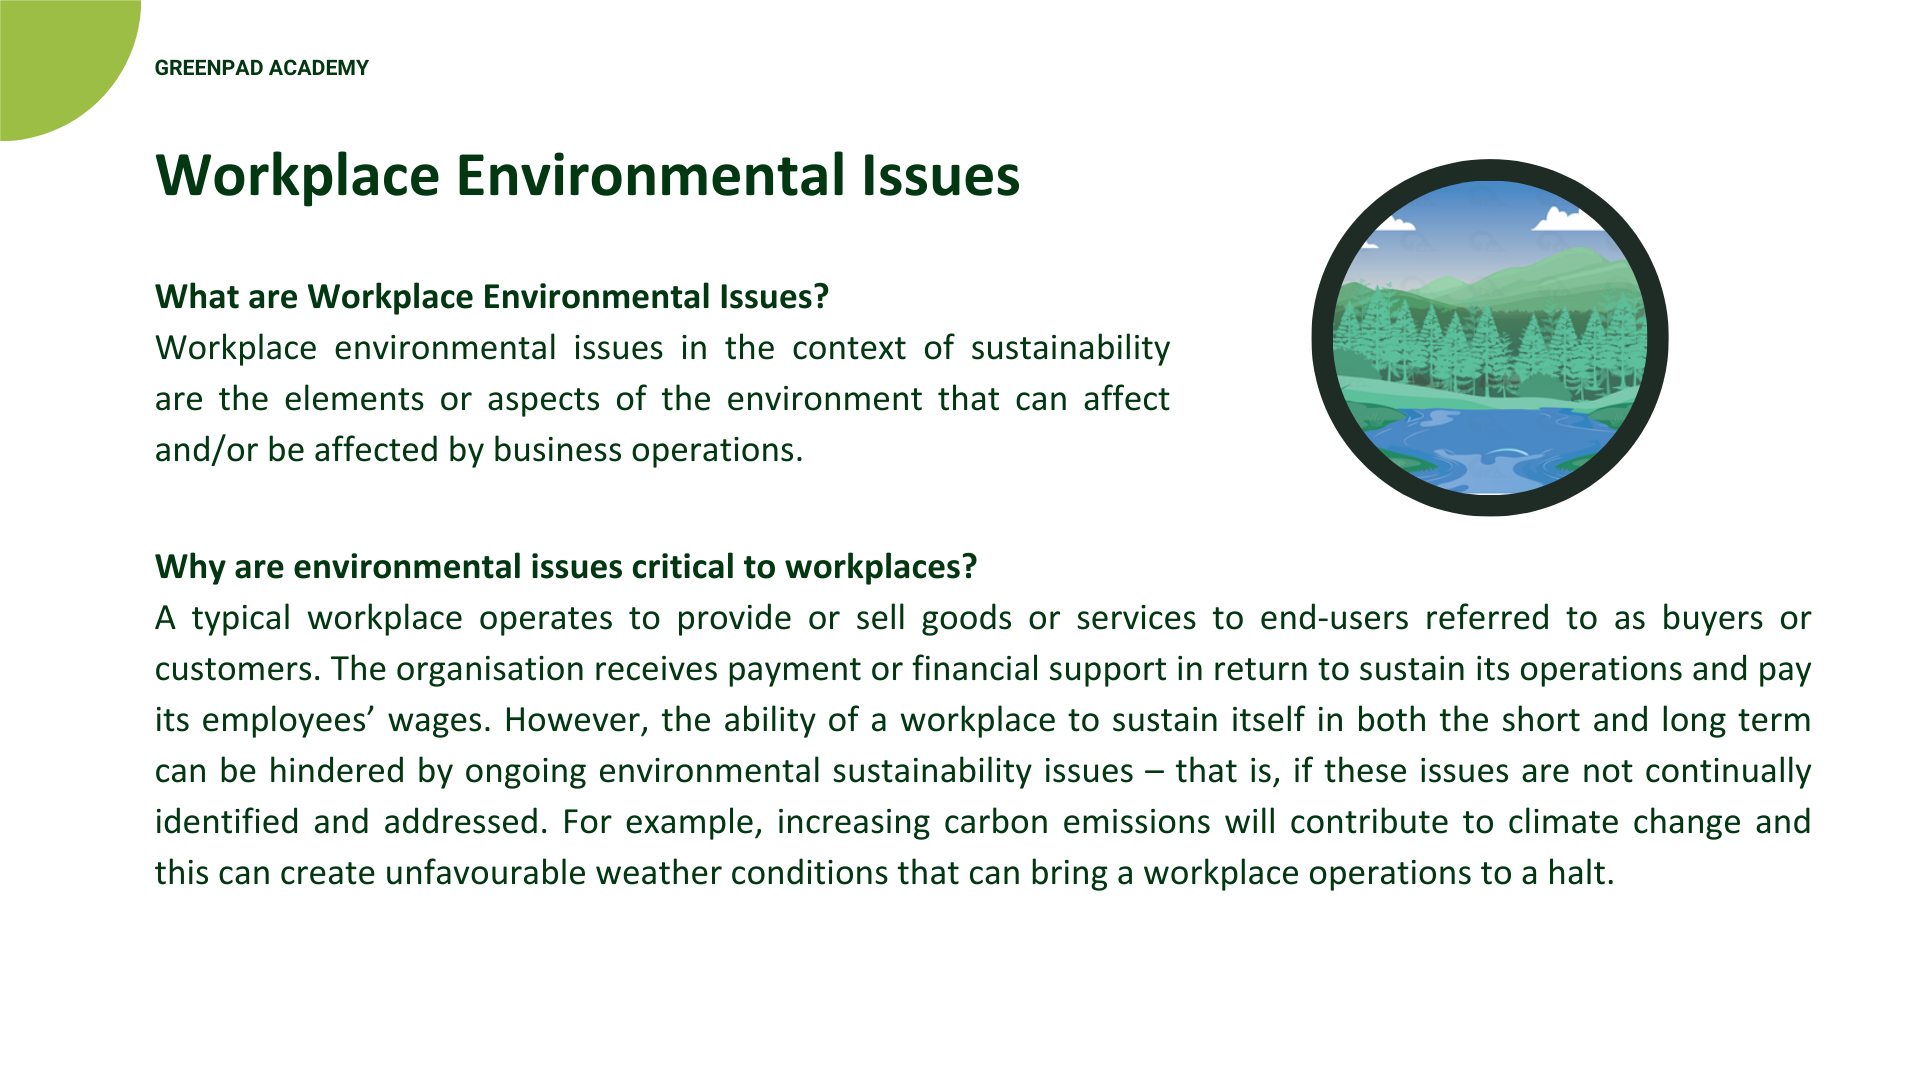 GREENPAD ACADEMY
Workplace Environmental Issues
What are Workplace Environmental Issues?
Workplace environmental issues in the context of sustainability
are the elements or aspects of the environment that can affect
and/or be affected by business operations.
Why are environmental issues critical to workplaces?
A typical workplace operates to provide or sell goods or services to end-users referred to as buyers or
customers. The organisation receives payment or financial support in return to sustain its operations and pay
its employees’ wages. However, the ability of a workplace to sustain itself in both the short and long term
can be hindered by ongoing environmental sustainability issues – that is, if these issues are not continually
identified and addressed. For example, increasing carbon emissions will contribute to climate change and
this can create unfavourable weather conditions that can bring a workplace operations to a halt.